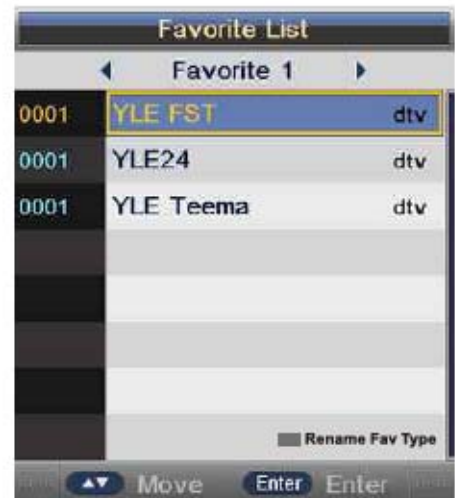 Favorite List
Favorite 1
0001 YLE FST dtv
0001 YLE24 dtv
0001 YLE Teema dtv
Rename Fav Type
Move Enter Enter